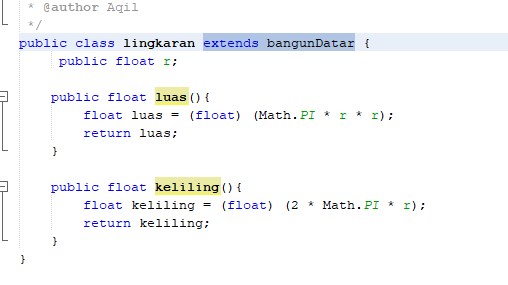 * @author Aqil
*/
public class lingkaran extends bangunDatar {
public float r;
public float luas(){
float luas = (float) (Math.PI * r * r);
return luas;
}
public float keliling(){
float keliling = (float) (2 * Math.PI * r);
return keliling;
}
}